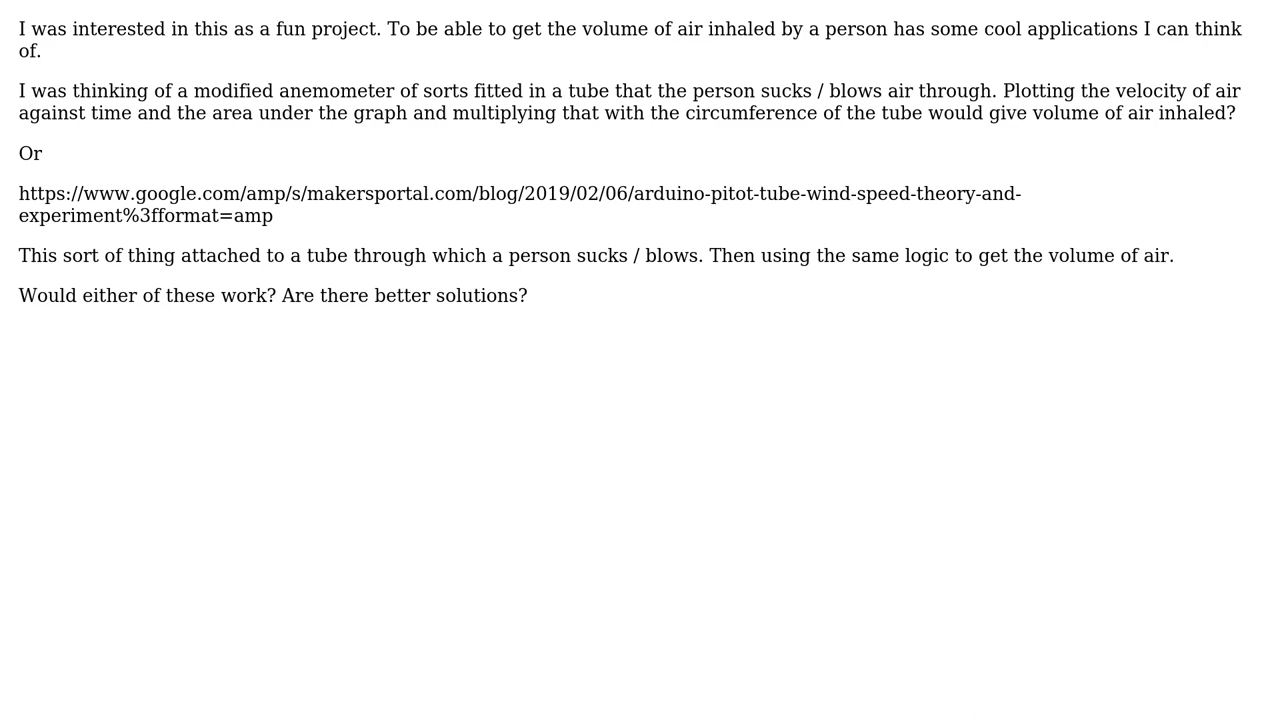 I was interested in this as a fun project. To be able to get the volume of air inhaled by a person has some cool applications I can think
of.
I was thinking of a modified anemometer of sorts fitted in a tube that the person sucks / blows air through. Plotting the velocity of air
against time and the area under the graph and multiplying that with the circumference of the tube would give volume of air inhaled?
Or
https://www.google.com/amp/s/makersportal.com/blog/2019/02/06/arduino-pitot-tube-wind-speed-theory-and-
experiment%3fformat=amp
This sort of thing attached to a tube through which a person sucks / blows. Then using the same logic to get the volume of air.
Would either of these work? Are there better solutions?